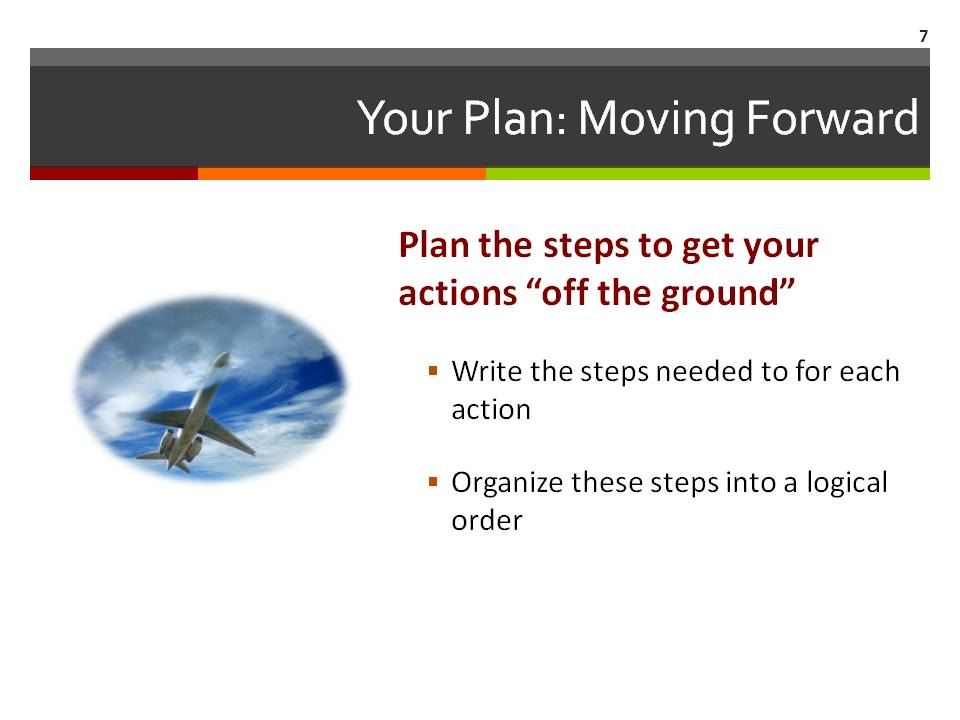 7
Your Plan: Moving Forward
Plan the steps to get your
actions “off the ground”
▪ Write the steps needed to for each
action
▪ Organize these steps into a logical
order